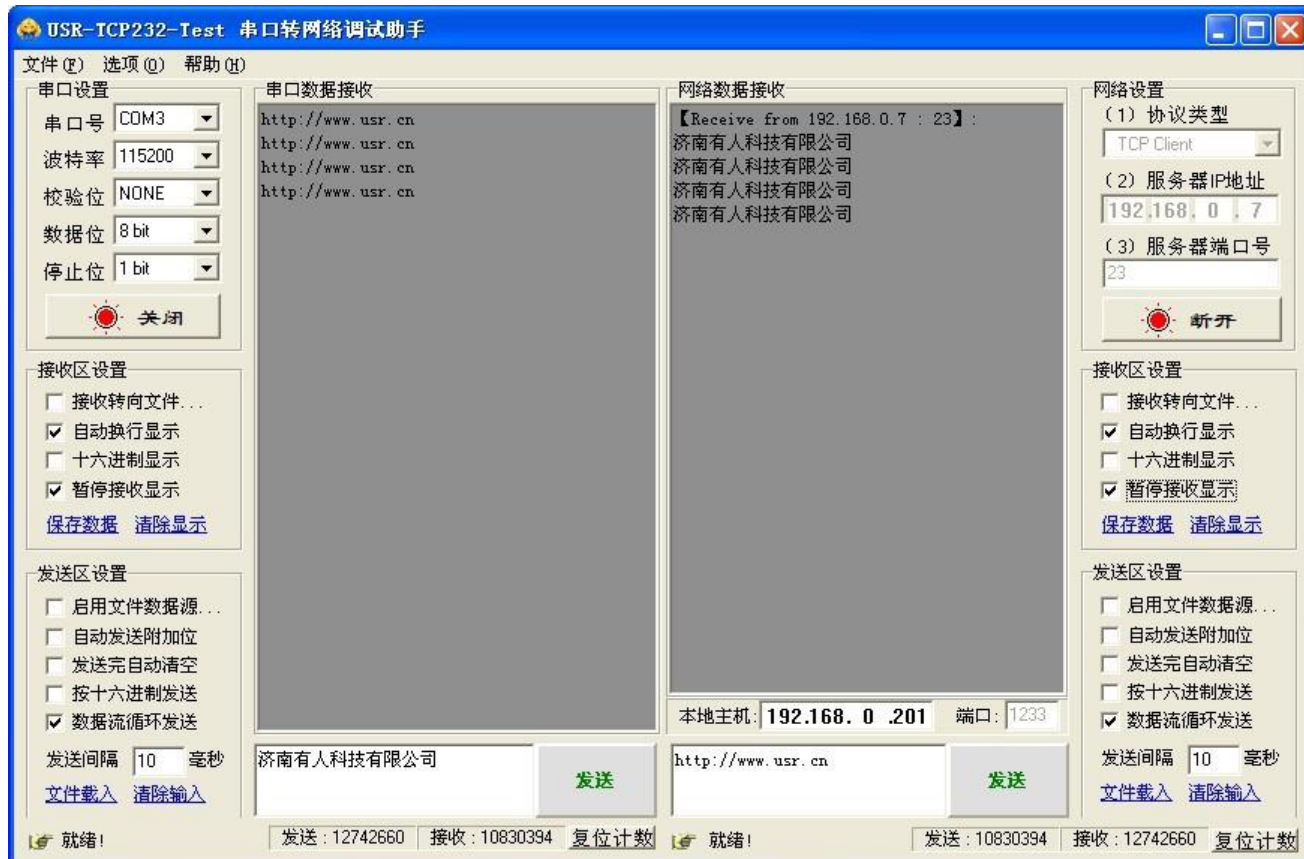 USR-TCP232-Test 串口转网络调试助手
文件(F) 选项(O) 帮助(H)
串口设置
串口号 COM3
波特率 115200
校验位 NONE
数据位 8 bit
停止位 1 bit
关闭
接收区设置
接收转向文件...
自动换行显示
十六进制显示
暂停接收显示
保存数据 清除显示
发送区设置
启用文件数据源...
自动发送附加位
发送完自动清空
按十六进制发送
数据流循环发送
发送间隔 10 毫秒
文件载入 清除输入
串口数据接收
http://www.usr.cn
http://www.usr.cn
http://www.usr.cn
http://www.usr.cn
济南有人科技有限公司
发送
网络数据接收
【Receive from 192.168.0.7 : 23】:
济南有人科技有限公司
济南有人科技有限公司
济南有人科技有限公司
济南有人科技有限公司
本地主机: 192.168. 0 .201 端口: 1233
http://www.usr.cn
发送
网络设置
(1) 协议类型
TCP Client
(2) 服务器IP地址
192.168. 0 . 7
(3) 服务器端口号
23
断开
接收区设置
接收转向文件...
自动换行显示
十六进制显示
暂停接收显示
保存数据 清除显示
发送区设置
启用文件数据源...
自动发送附加位
发送完自动清空
按十六进制发送
数据流循环发送
发送间隔 10 毫秒
文件载入 清除输入
就绪! 发送:12742660 接收:10830394 复位计数
就绪! 发送:10830394 接收:12742660 复位计数